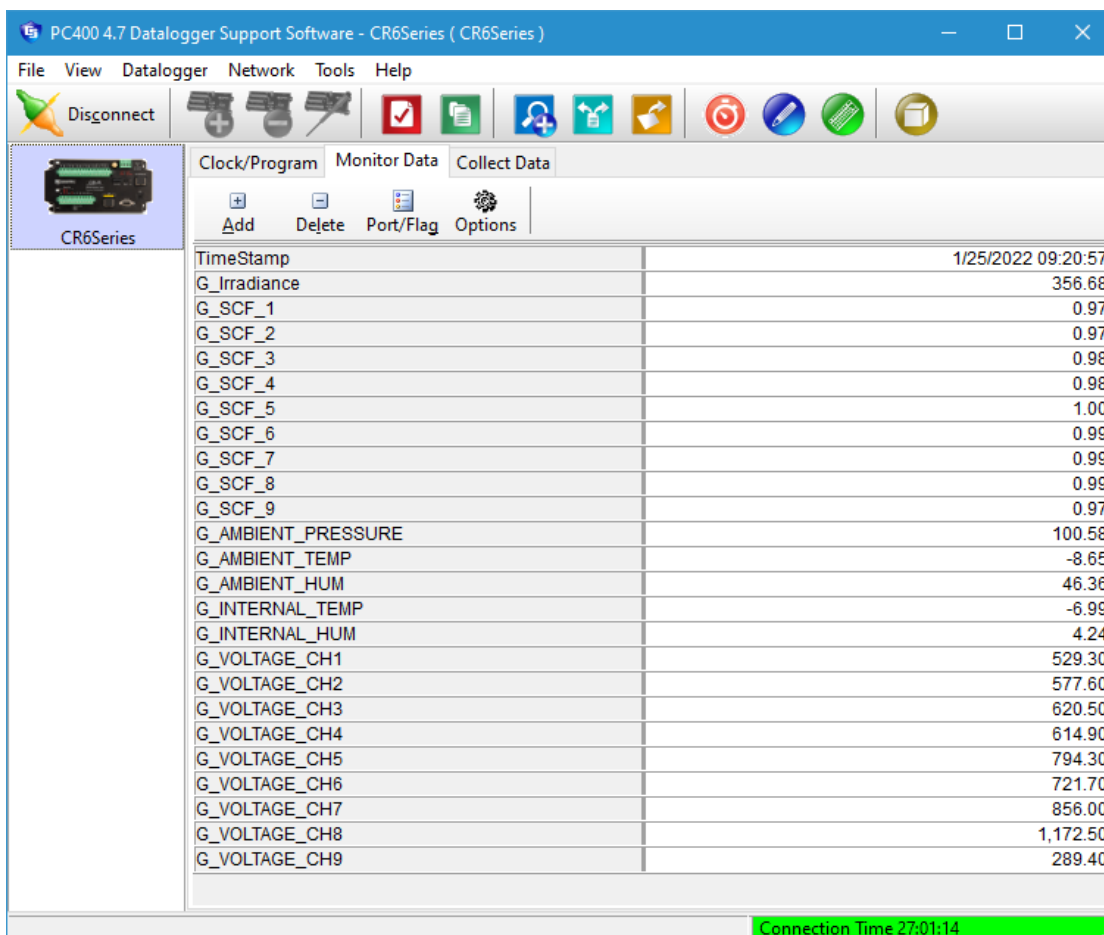 PC400 4.7 Datalogger Support Software - CR6Series ( CR6Series )
File View Datalogger Network Tools Help
Disconnect
Clock/Program Monitor Data Collect Data
Add Delete Port/Flag Options
CR6Series
TimeStamp 1/25/2022 09:20:57
G_Irradiance 356.68
G_SCF_1 0.97
G_SCF_2 0.97
G_SCF_3 0.98
G_SCF_4 0.98
G_SCF_5 1.00
G_SCF_6 0.99
G_SCF_7 0.99
G_SCF_8 0.99
G_SCF_9 0.97
G_AMBIENT_PRESSURE 100.58
G_AMBIENT_TEMP -8.65
G_AMBIENT_HUM 46.36
G_INTERNAL_TEMP -6.99
G_INTERNAL_HUM 4.24
G_VOLTAGE_CH1 529.30
G_VOLTAGE_CH2 577.60
G_VOLTAGE_CH3 620.50
G_VOLTAGE_CH4 614.90
G_VOLTAGE_CH5 794.30
G_VOLTAGE_CH6 721.70
G_VOLTAGE_CH7 856.00
G_VOLTAGE_CH8 1,172.50
G_VOLTAGE_CH9 289.40
Connection Time 27:01:14